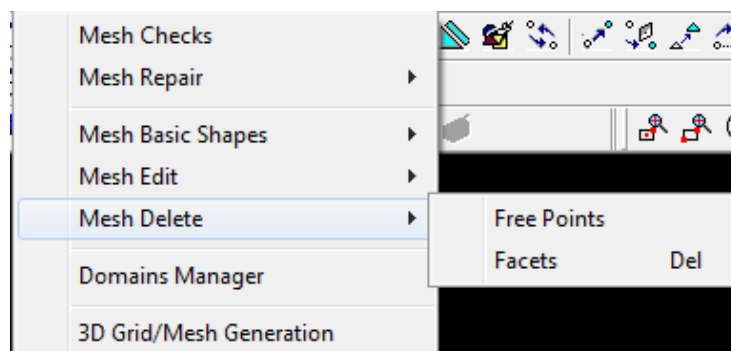 Mesh Checks
Mesh Repair
Mesh Basic Shapes
Mesh Edit
Mesh Delete
Free Points
Facets Del
Domains Manager
3D Grid/Mesh Generation